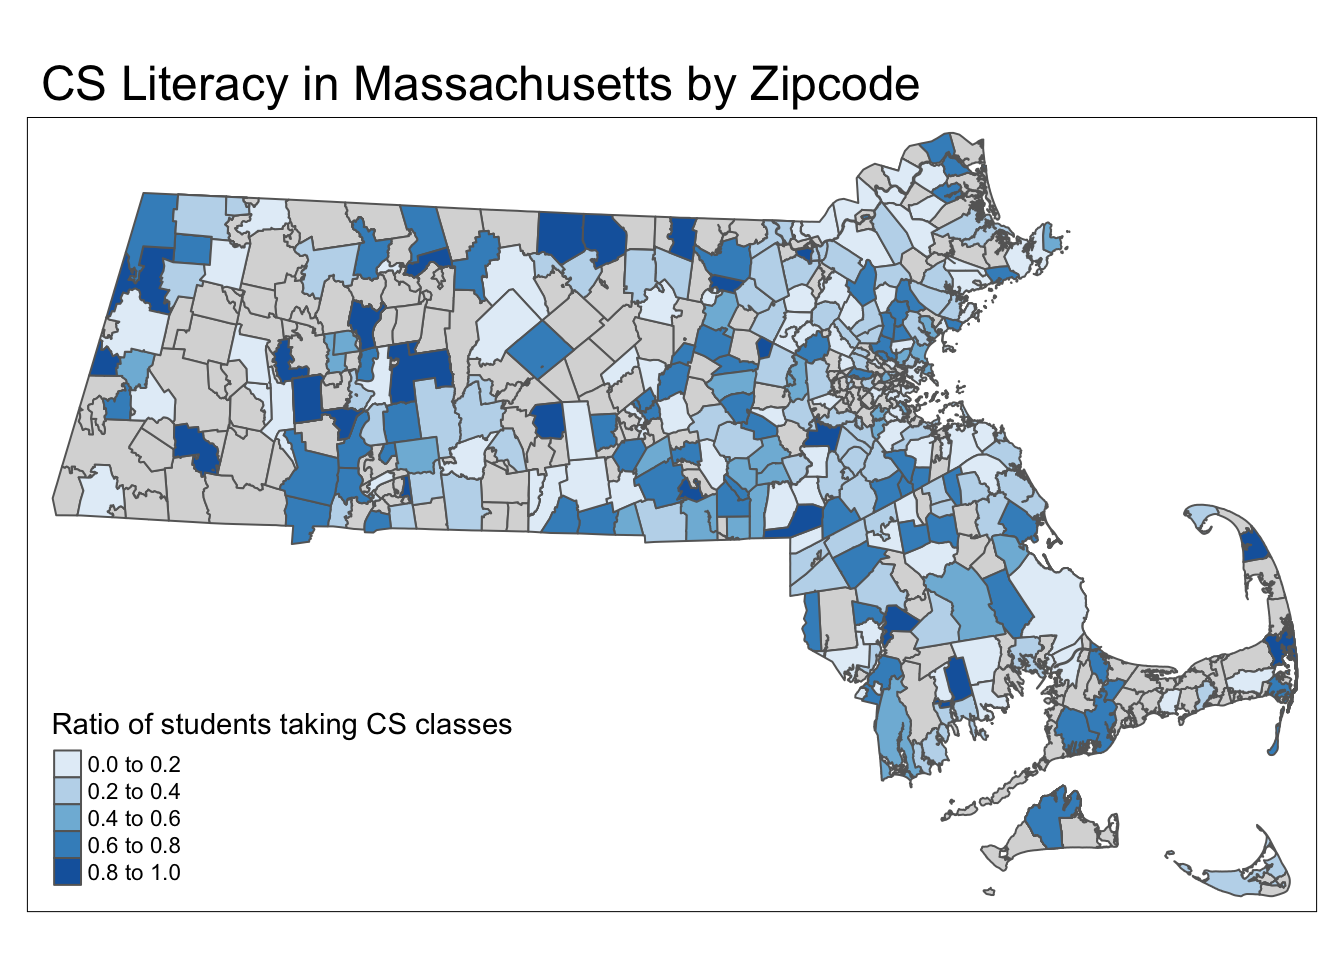 CS Literacy in Massachusetts by Zipcode
Ratio of students taking CS classes
0.0 to 0.2
0.2 to 0.4
0.4 to 0.6
0.6 to 0.8
0.8 to 1.0